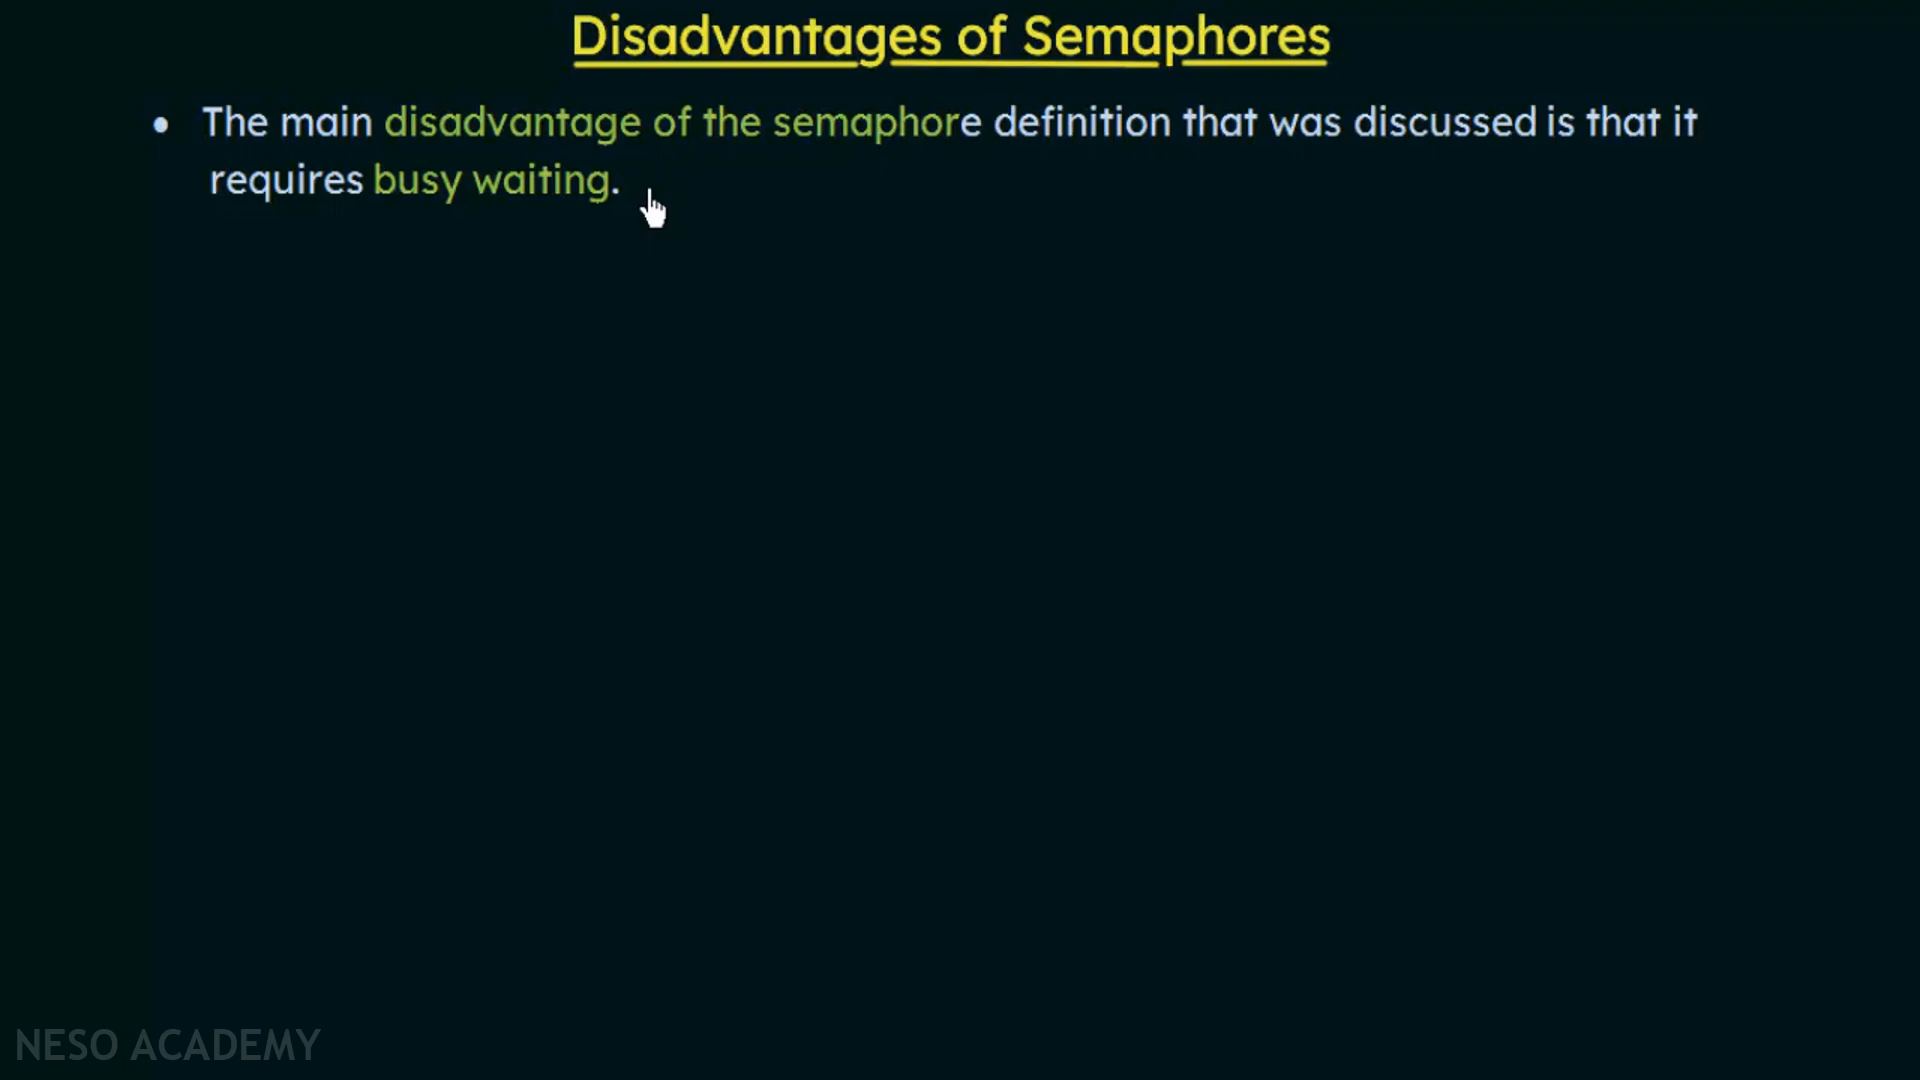 Disadvantages of Semaphores
• The main disadvantage of the semaphore definition that was discussed is that it
requires busy waiting.
NESO ACADEMY